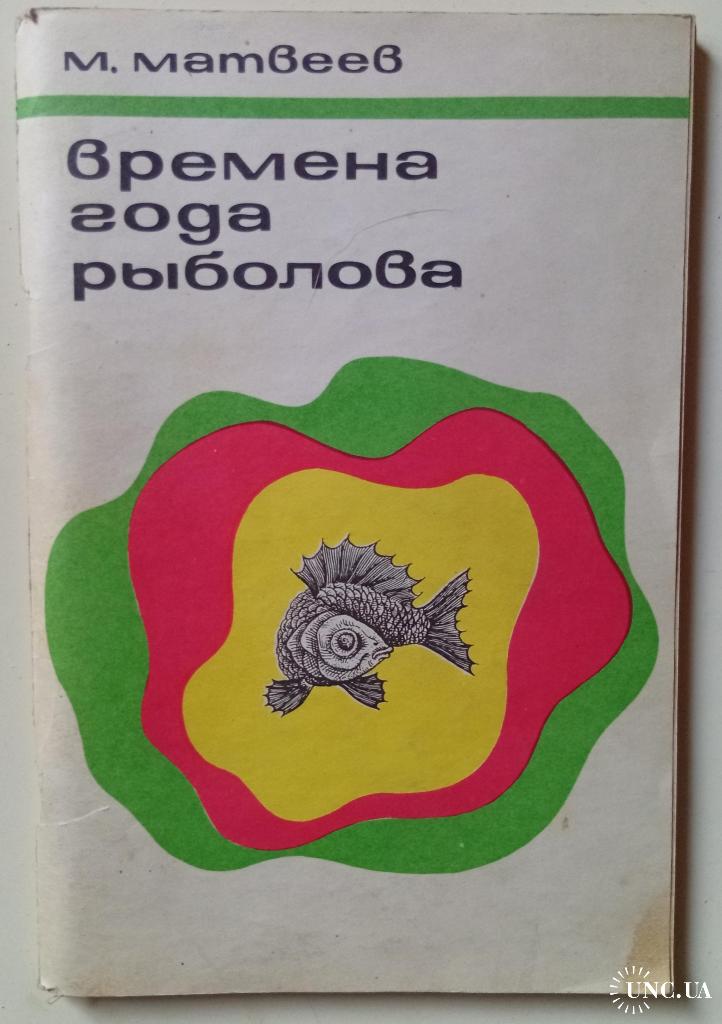 м. матвеев
времена
года
рыболова
UNC.UA